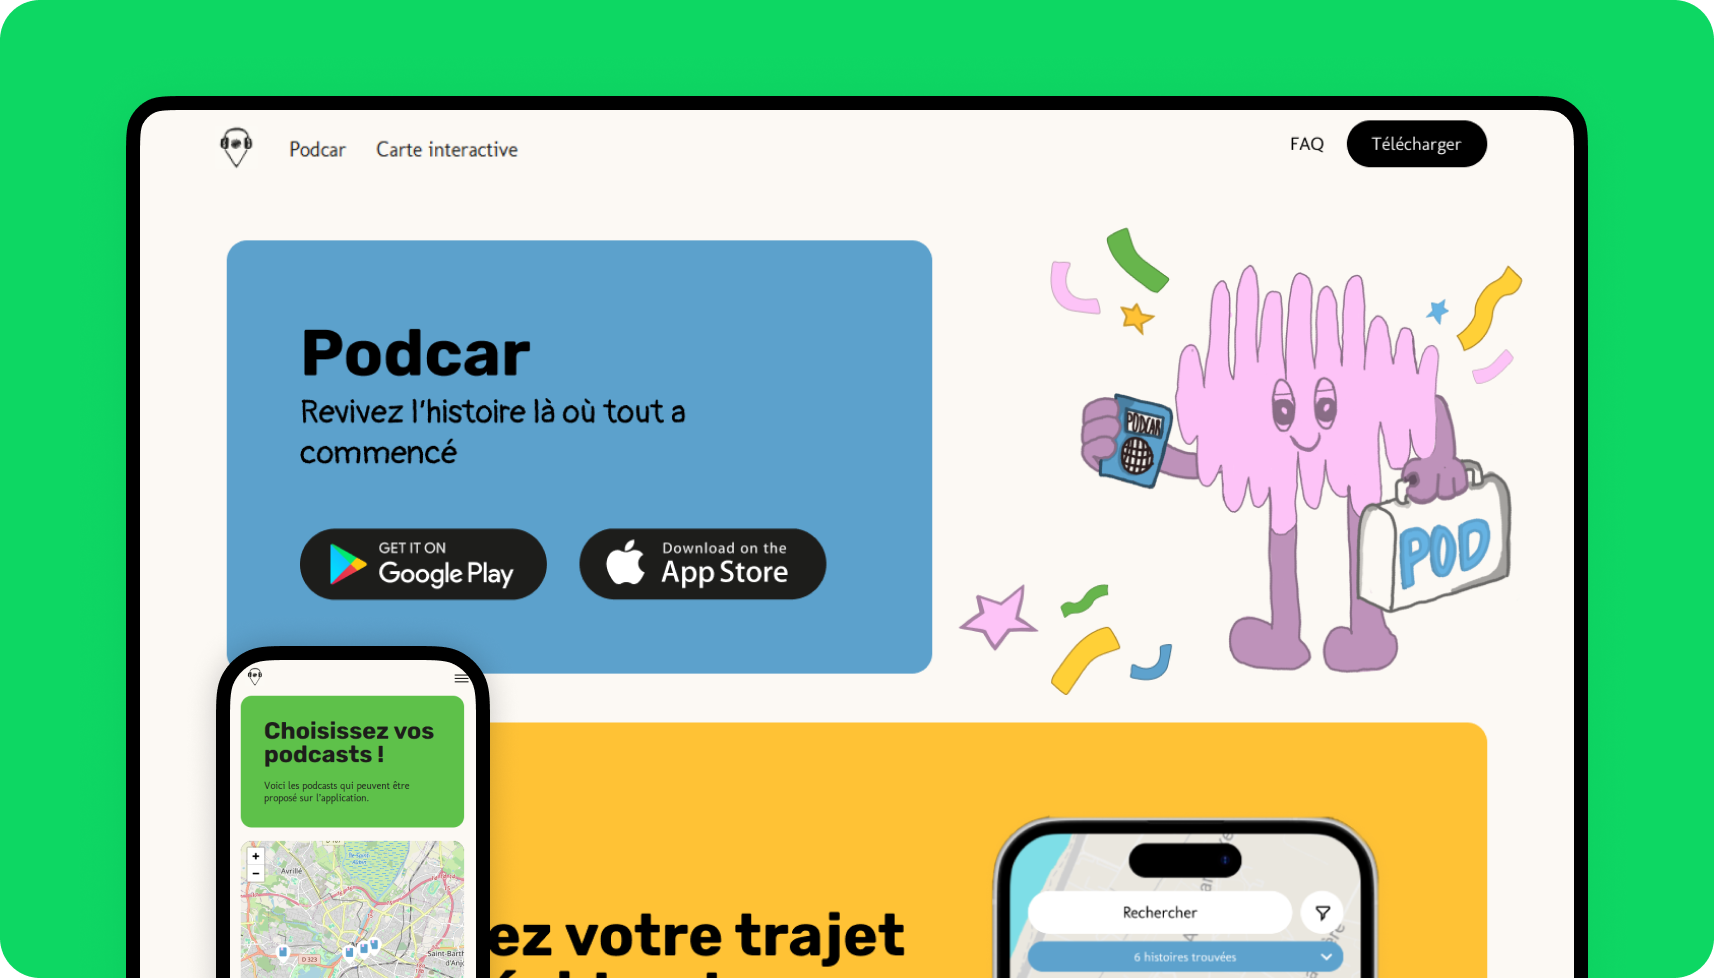 Podcar
Carte interactive
FAQ
Télécharger
Podcar
Revivez l'histoire là où tout a
commencé
GET IT ON
Google Play
Download on the
App Store
PODCAR
POD
Choisissez vos
podcasts !
Voici les podcasts qui peuvent être
proposé sur l'application.
+
−
Avrillé
D 323
Saint-Barth
d'Anjo
ez votre trajet
Rechercher
6 histoires trouvées